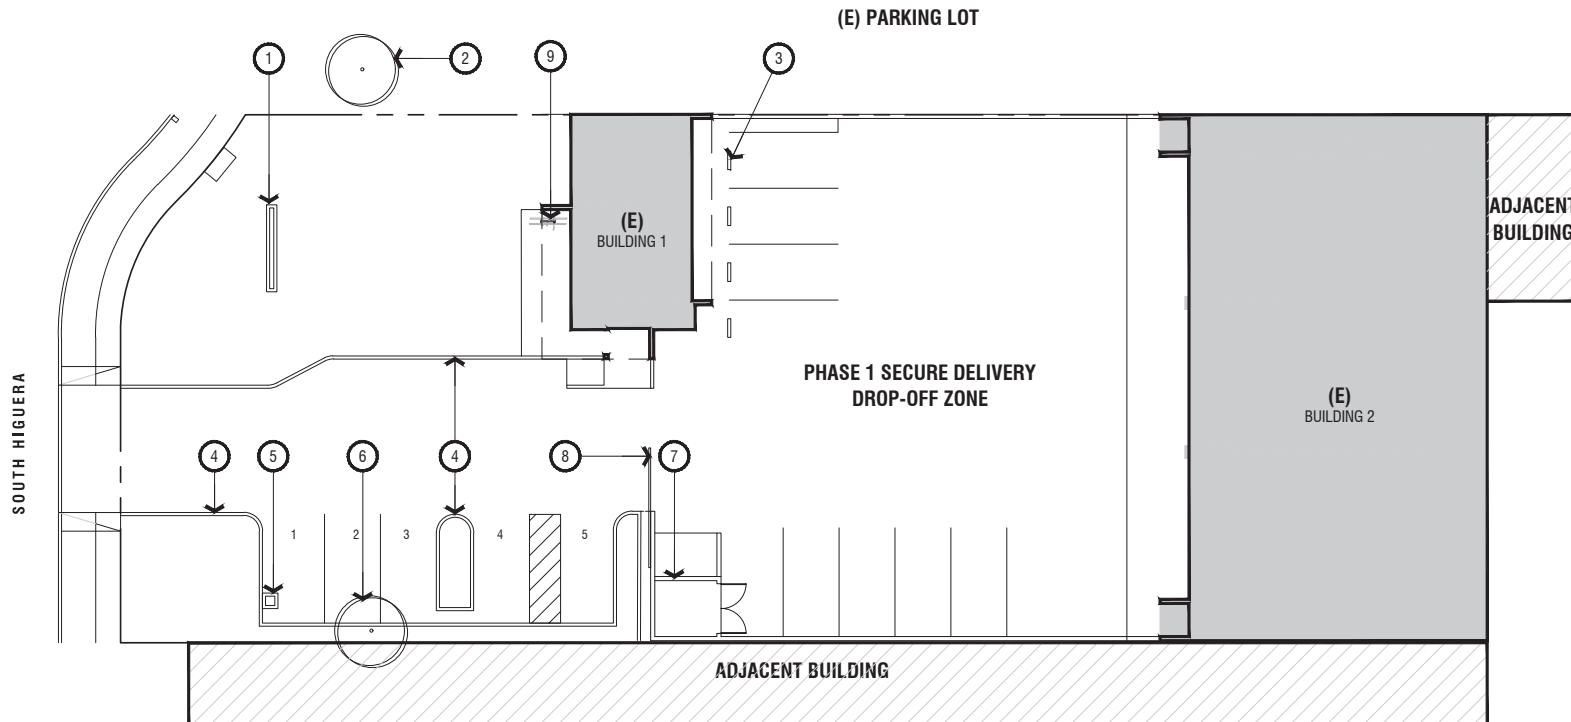 (E) PARKING LOT
1
2
9
3
(E)
BUILDING 1
ADJACENT
BUILDING
PHASE 1 SECURE DELIVERY
DROP-OFF ZONE
(E)
BUILDING 2
SOUTH HIGUERA
4
5
6
4
8
7
1
2
3
4
5
ADJACENT BUILDING